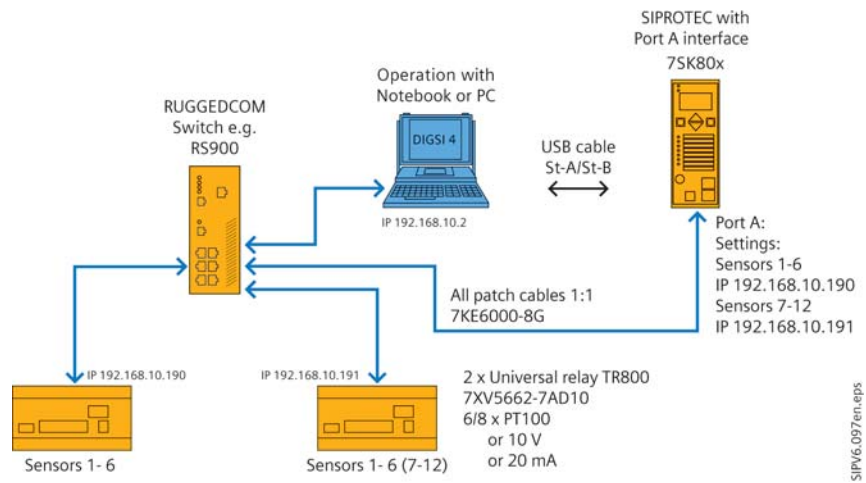 SIPROTEC with
Port A interface
7SK80x
Operation with
Notebook or PC
RUGGEDCOM
Switch e.g.
RS900
DIGSI 4
USB cable
St-A/St-B
IP 192.168.10.2
Port A:
Settings:
Sensors 1-6
IP 192.168.10.190
Sensors 7-12
IP 192.168.10.191
All patch cables 1:1
7KE6000-8G
IP 192.168.10.190
IP 192.168.10.191
2 x Universal relay TR800
7XV5662-7AD10
6/8 x PT100
or 10 V
or 20 mA
Sensors 1- 6
Sensors 1- 6 (7-12)
SIPV6.097en.eps